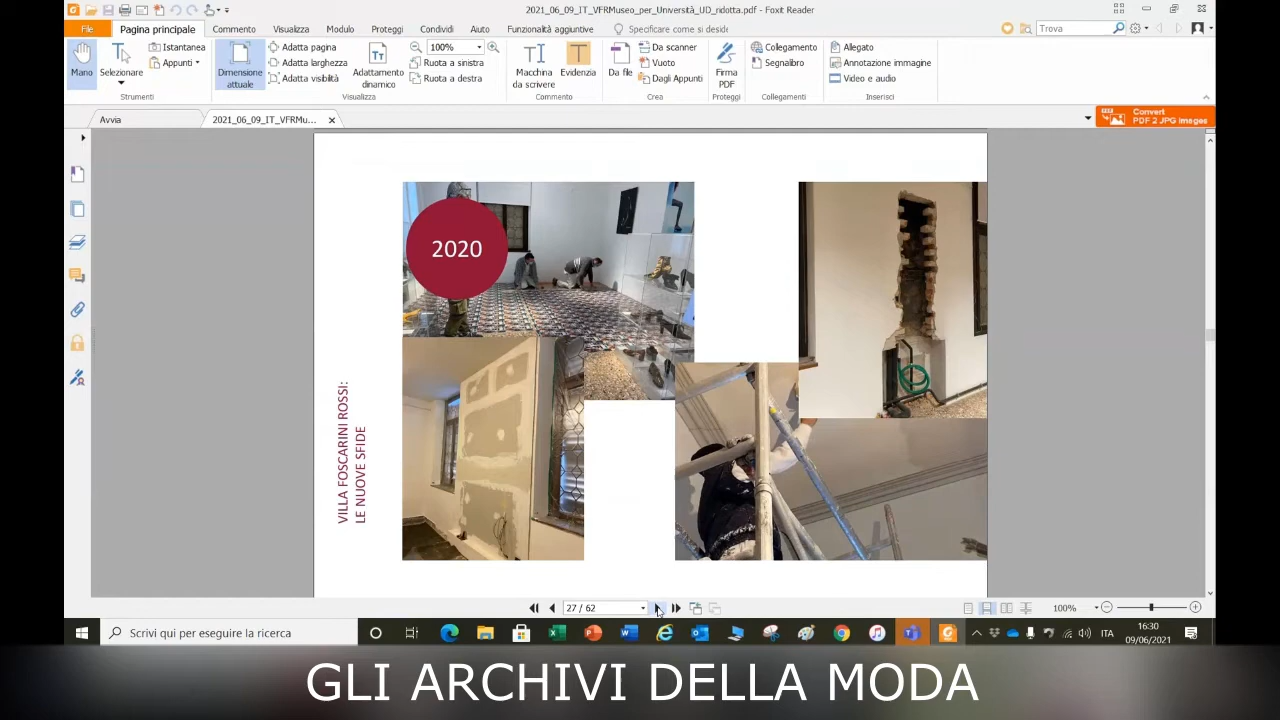 2021_06_09_IT_VFRMuseo_per_Universtà_UD_ridotta.pdf - Foxit Reader
File
Pagina principale
Commento
Visualizza
Modulo
Proteggi
Condividi
Aiuto
Funzionalità aggiuntive
Specificare come si deside
Trova
Mano
Selezionare
Istantanea
Appunti
Strumenti
Dimensione
attuale
Adatta pagina
Adatta larghezza
Adatta visibilità
Adattamento
dinamico
100%
Ruota a sinistra
Ruota a destra
Visualizza
Macchina
da scrivere
Evidenzia
Commento
Da file
Da scanner
Vuoto
Dagli Appunti
Crea
Firma
PDF
Proteggi
Collegamento
Segnalibro
Collegamenti
Allegato
Annotazione immagine
Video e audio
Inserisci
Avvia
2021_06_09_IT_VFRMu...
Convert
PDF 2 JPG Images
2020
VILLA FOSCARINI ROSSI:
LE NUOVE SFIDE
27 / 62
100%
Scrivi qui per eseguire la ricerca
ITA
16:30
09/06/2021
GLI ARCHIVI DELLA MODA